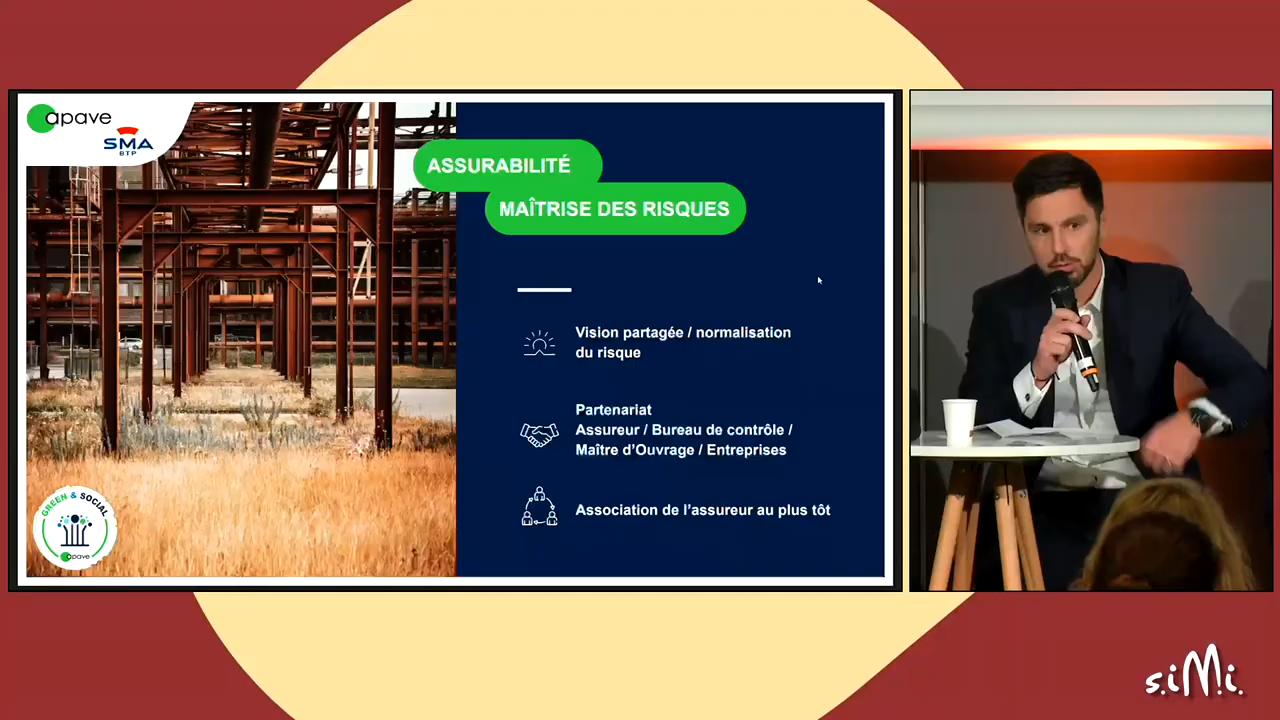 apave
SMA
BTP
ASSURABILITÉ
MAÎTRISE DES RISQUES
Vision partagée / normalisation
du risque
Partenariat
Assureur / Bureau de contrôle /
Maître d’Ouvrage / Entreprises
Association de l’assureur au plus tôt
GREEN & SOCIAL
apave
s.iMi.